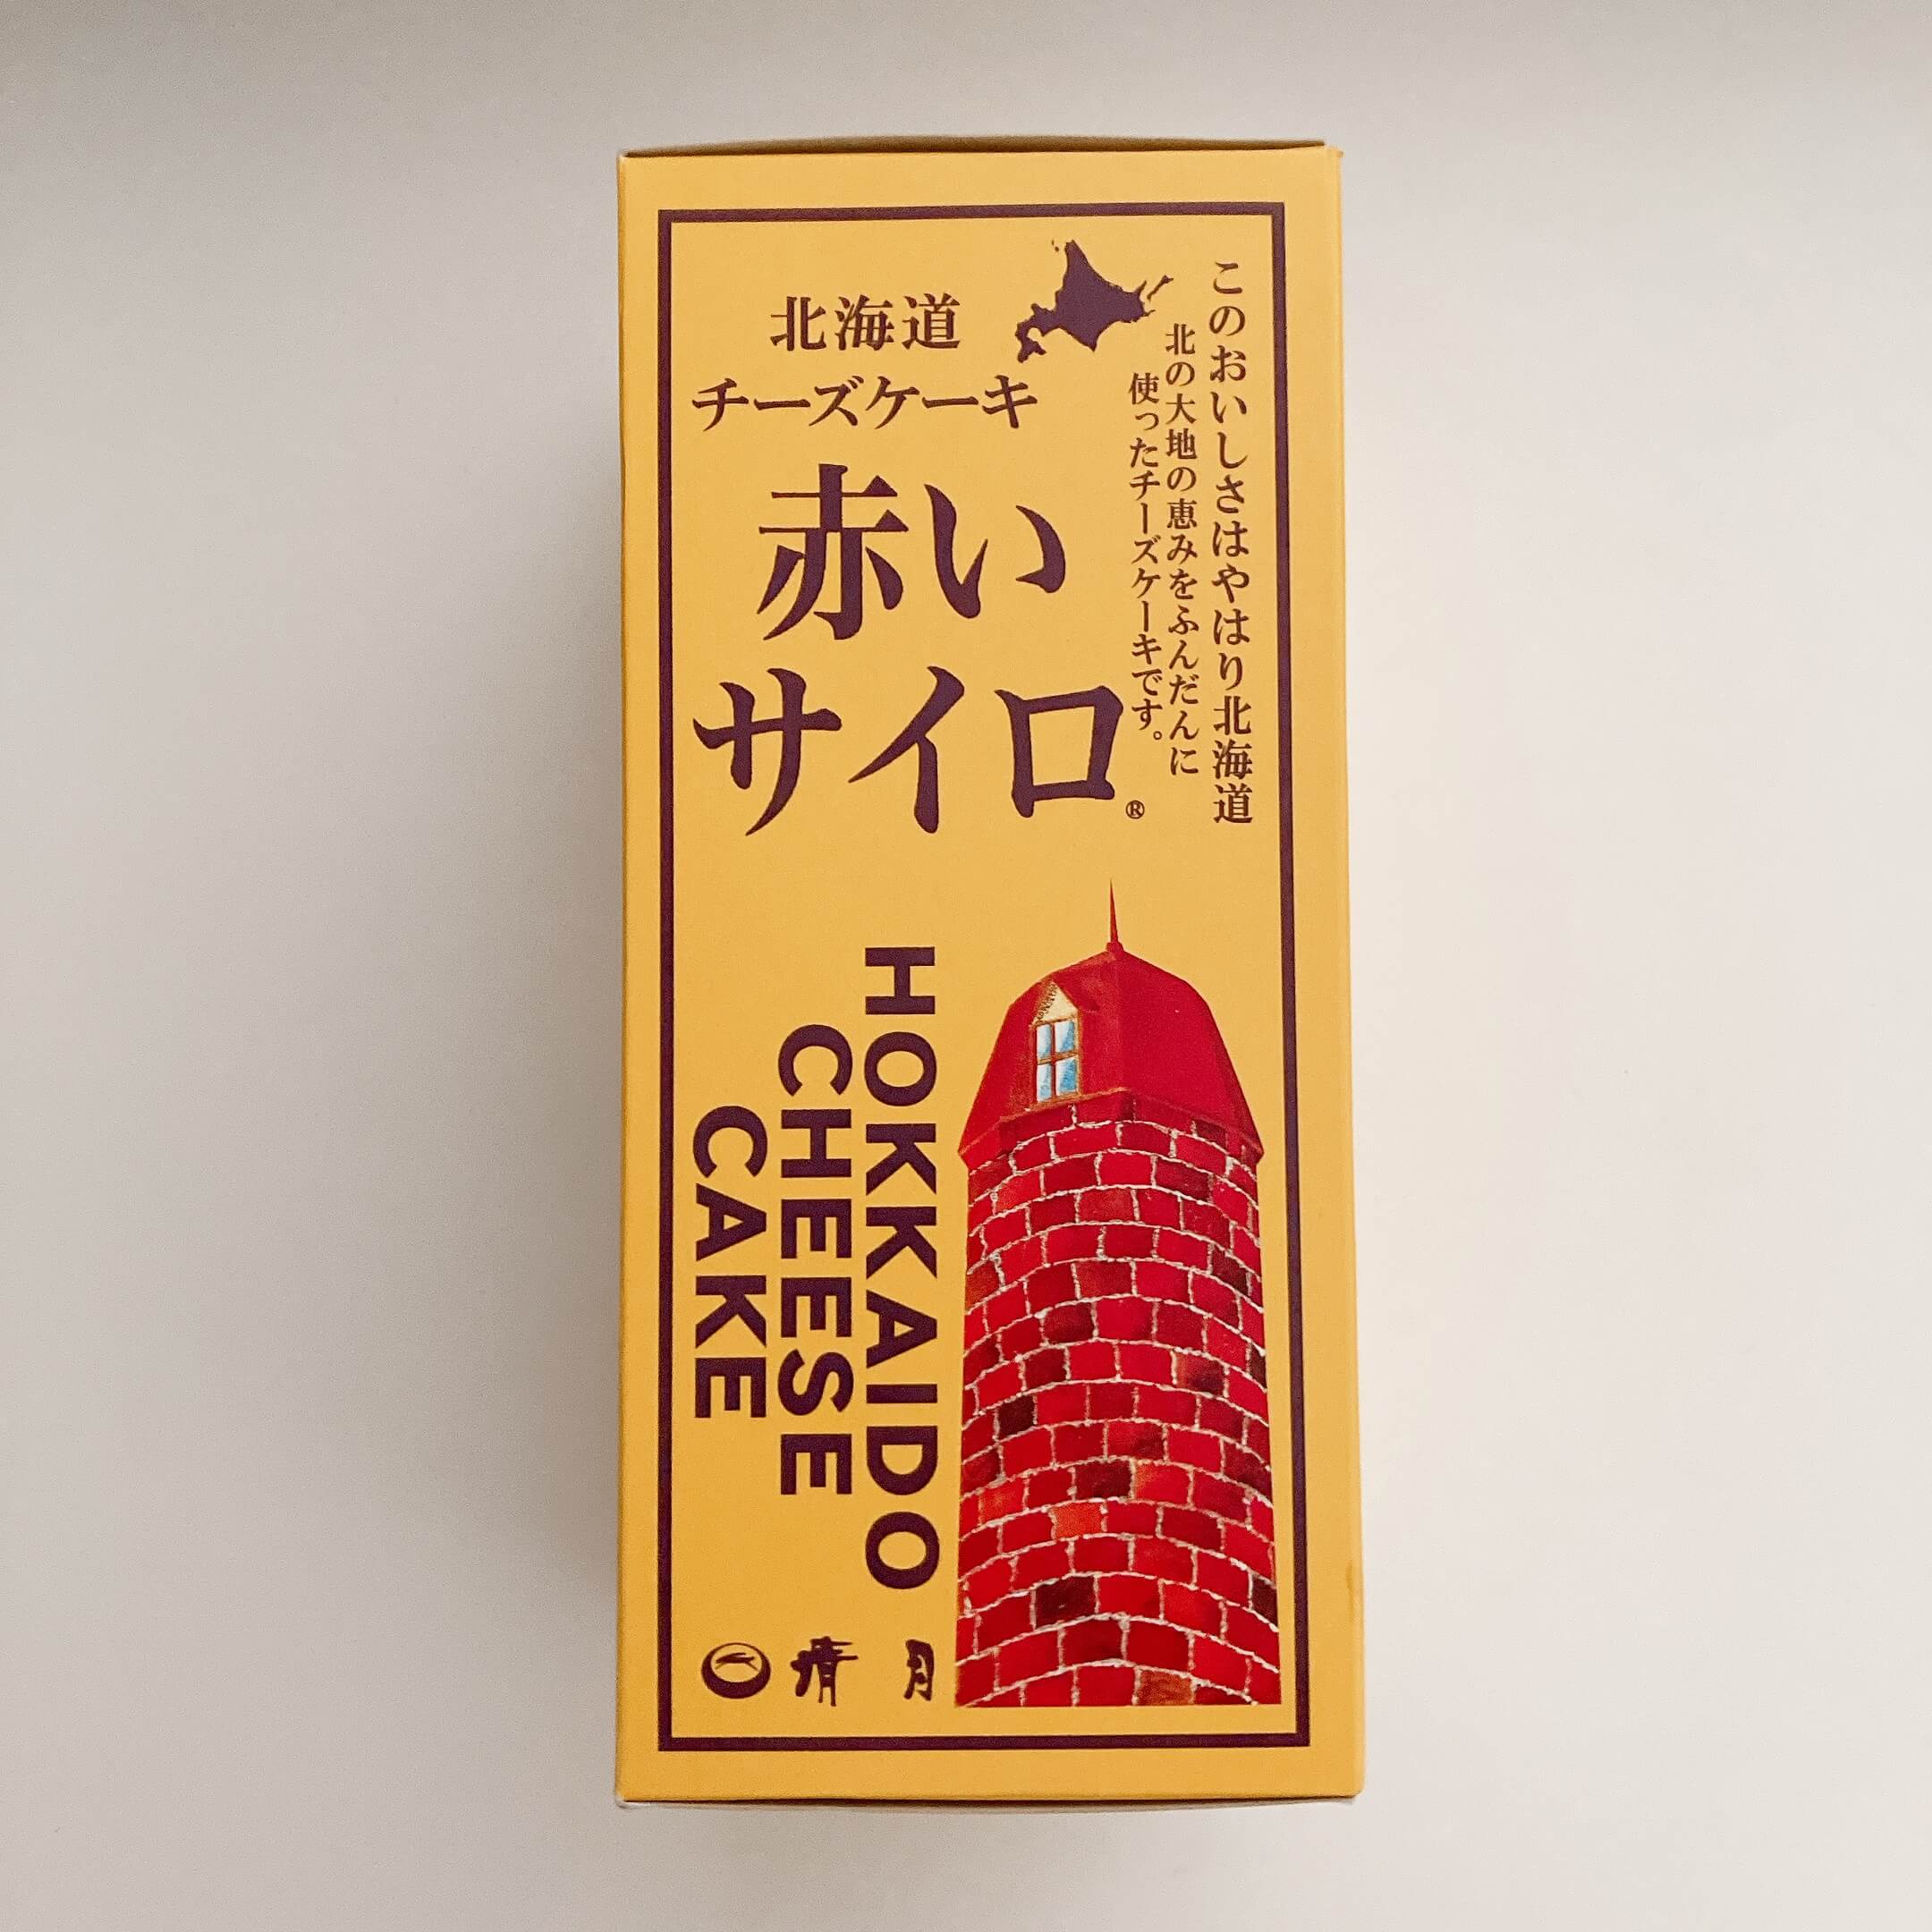 このおいしさはやはり北海道
北の大地の恵みをふんだんに
使ったチーズケーキです。
北海道
チーズケーキ
赤い
サイロ®
HOKKAIDO
CHEESE
CAKE
清月